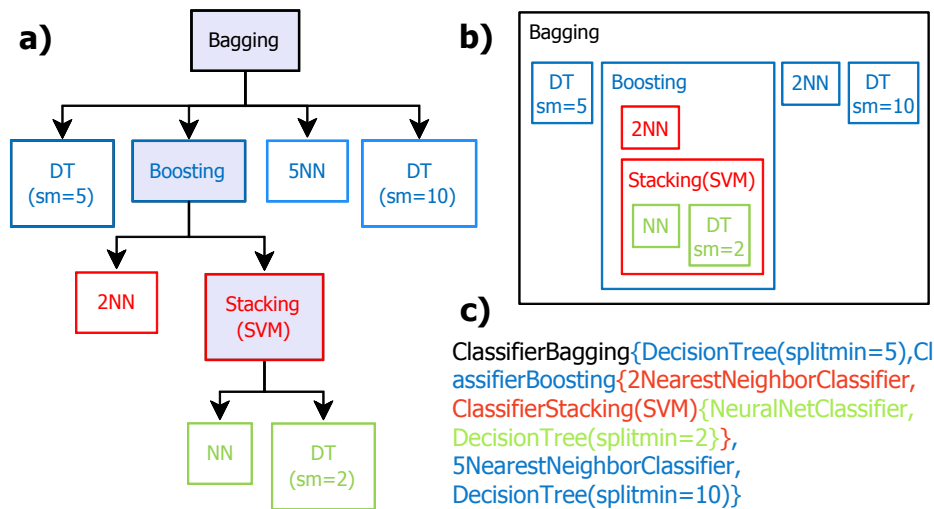 a)
Bagging
DT
(sm=5)
Boosting
5NN
DT
(sm=10)
2NN
Stacking
(SVM)
NN
DT
(sm=2)
b)
Bagging
DT
sm=5
Boosting
2NN
DT
sm=10
2NN
Stacking(SVM)
NN
DT
sm=2
c)
ClassifierBagging{DecisionTree(splitmin=5),Cl
assifierBoosting{2NearestNeighborClassifier,
ClassifierStacking(SVM){NeuralNetClassifier,
DecisionTree(splitmin=2}},
5NearestNeighborClassifier,
DecisionTree(splitmin=10)}